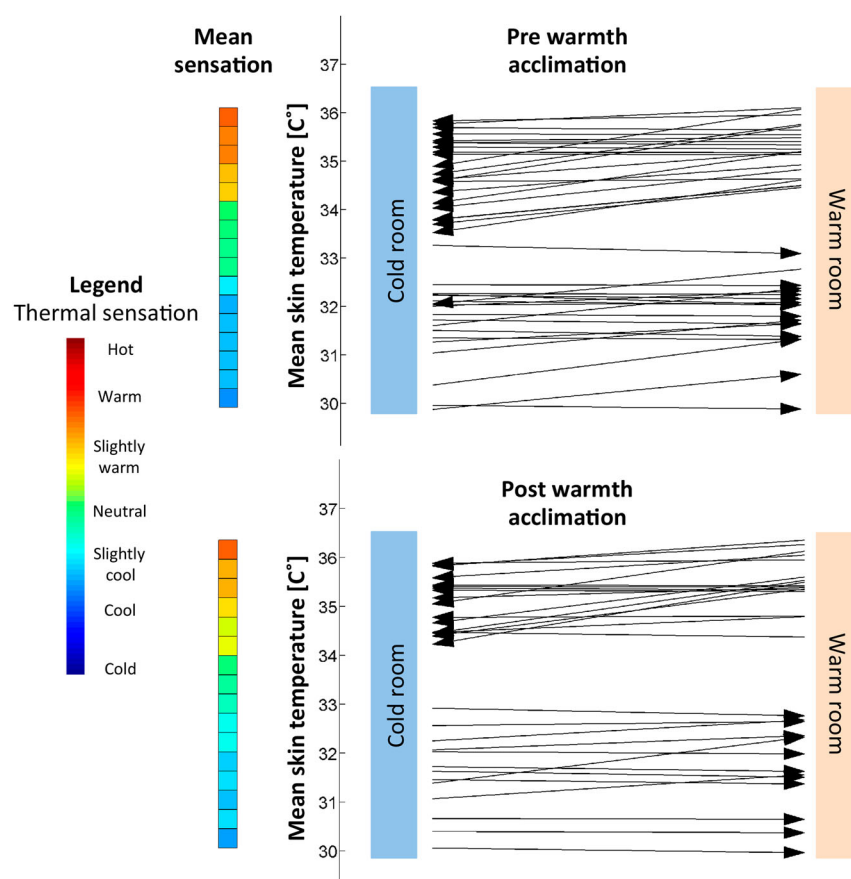 Mean
sensation
Pre warmth
acclimation
Mean skin temperature [C˚]
37
36
35
34
33
32
31
30
Cold room
Warm room
Legend
Thermal sensation
Hot
Warm
Slightly
warm
Neutral
Slightly
cool
Cool
Cold
Post warmth
acclimation
Mean skin temperature [C˚]
37
36
35
34
33
32
31
30
Cold room
Warm room